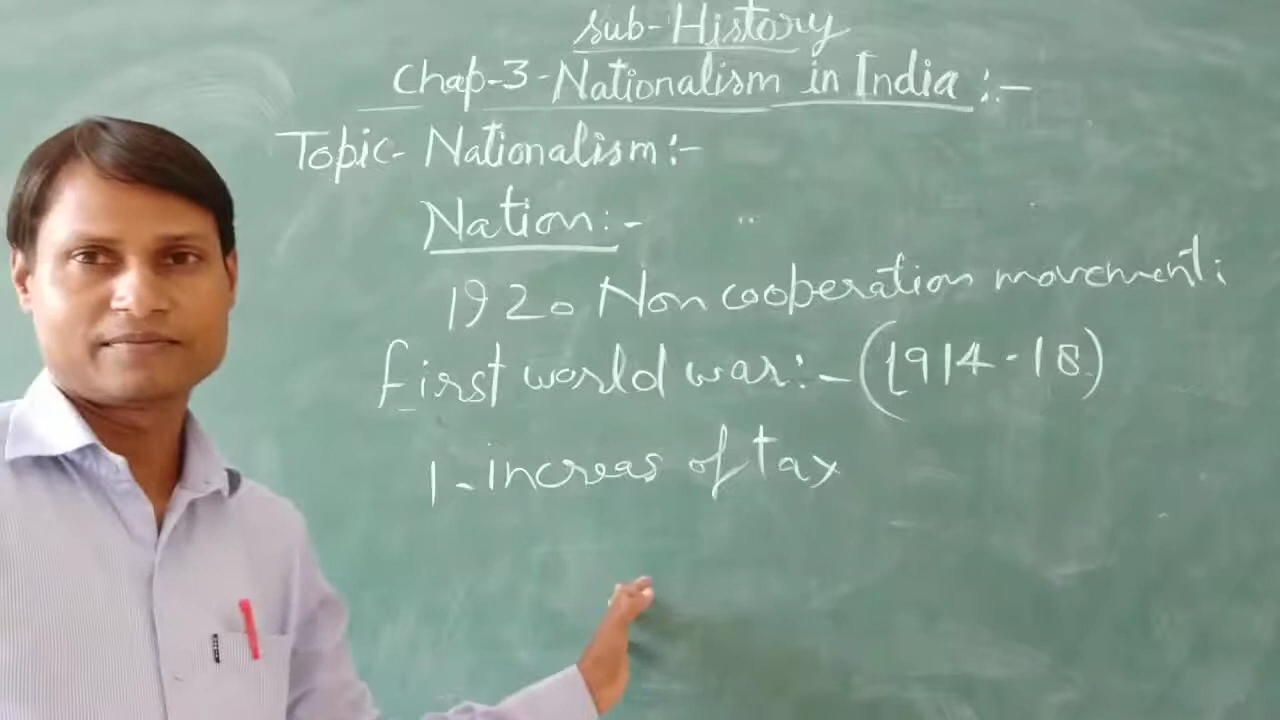 Sub-History
Chap-3-Nationalism in India:-
Topic- Nationalism:-
Nation:-
1920 Non cooperation movement:
first world war:-(1914-18)
1-increas of tax